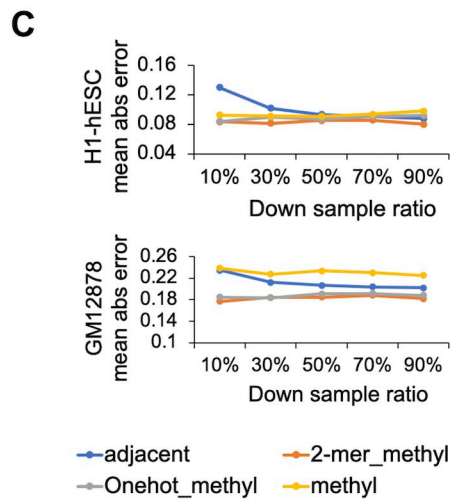 C
H1-hESC
mean abs error
0.16
0.12
0.08
0.04
10% 30% 50% 70% 90%
Down sample ratio
GM12878
mean abs error
0.26
0.22
0.18
0.14
0.1
10% 30% 50% 70% 90%
Down sample ratio
adjacent 2-mer_methyl
Onehot_methyl methyl